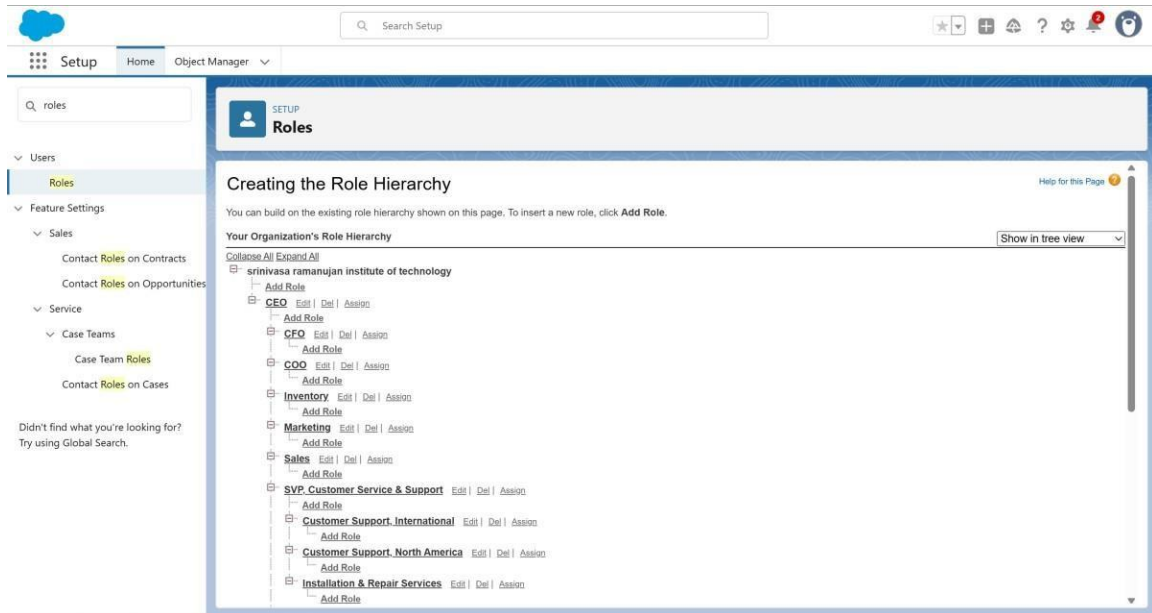 Search Setup
2
Setup Home Object Manager
roles
Users
Roles
Feature Settings
Sales
Contact Roles on Contracts
Contact Roles on Opportunities
Service
Case Teams
Case Team Roles
Contact Roles on Cases
Didn't find what you're looking for?
Try using Global Search.
SETUP
Roles
Creating the Role Hierarchy
Help for this Page ?
You can build on the existing role hierarchy shown on this page. To insert a new role, click Add Role.
Your Organization's Role Hierarchy
Show in tree view
Collapse All Expand All
srinivasa ramanujan institute of technology
Add Role
CEO Edit | Del | Assign
Add Role
CFO Edit | Del | Assign
Add Role
COO Edit | Del | Assign
Add Role
Inventory Edit | Del | Assign
Add Role
Marketing Edit | Del | Assign
Add Role
Sales Edit | Del | Assign
Add Role
SVP, Customer Service & Support Edit | Del | Assign
Add Role
Customer Support, International Edit | Del | Assign
Add Role
Customer Support, North America Edit | Del | Assign
Add Role
Installation & Repair Services Edit | Del | Assign
Add Role